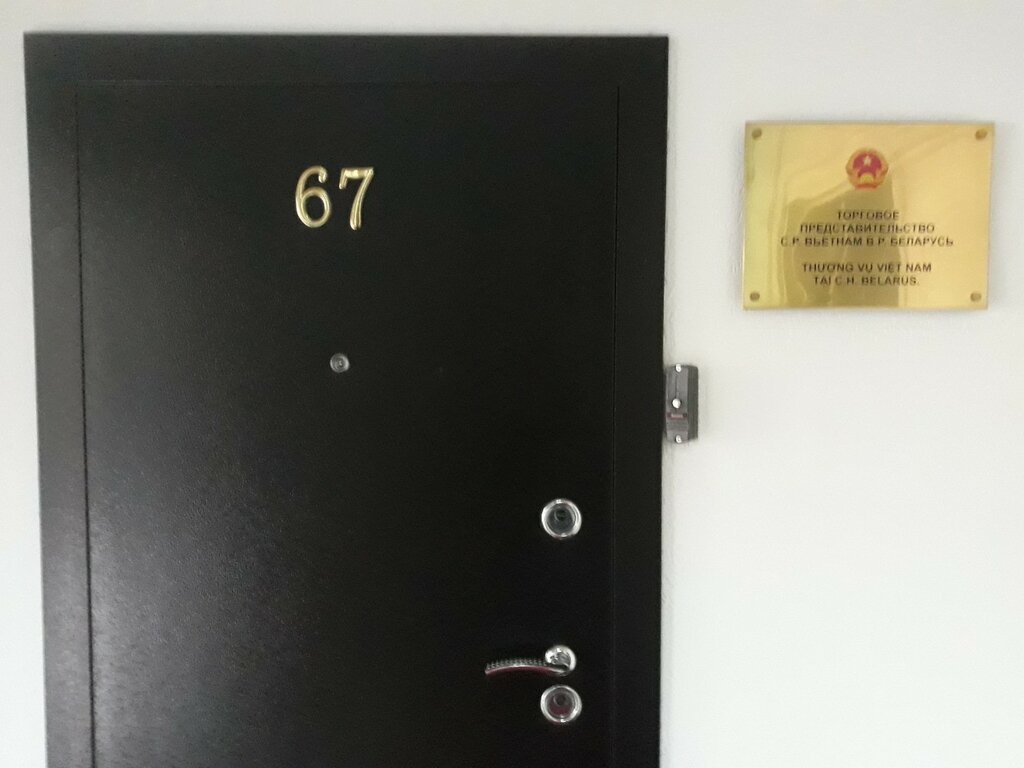 67
ТОРГОВОЕ
ПРЕДСТАВИТЕЛЬСТВО
С.Р. ВЬЕТНАМ В Р. БЕЛАРУСЬ
THƯƠNG VỤ VIỆT NAM
TẠI C.H. BELARUS.